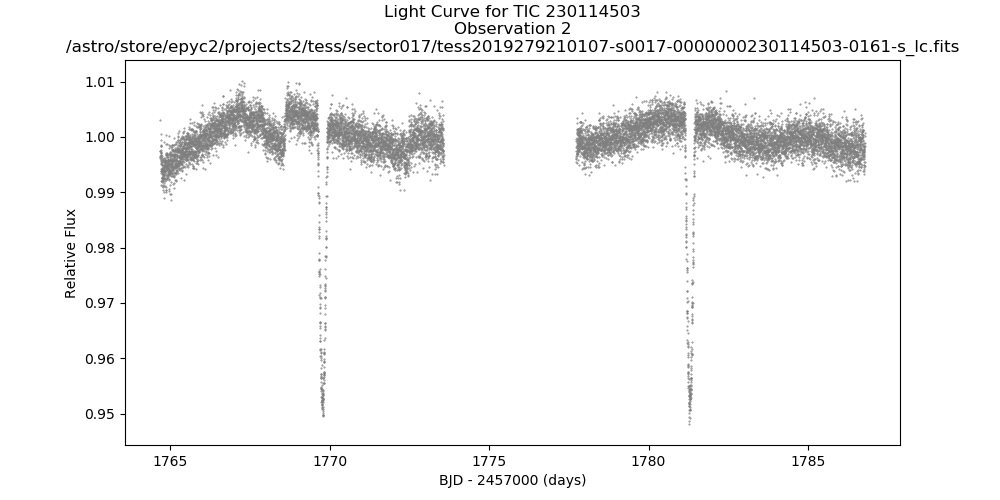 Light Curve for TIC 230114503
Observation 2
/astro/store/epyc2/projects2/tess/sector017/tess2019279210107-s0017-0000000230114503-0161-s_lc.fits
1.01
1.00
0.99
0.98
0.97
0.96
0.95
Relative Flux
1765 1770 1775 1780 1785
BJD - 2457000 (days)